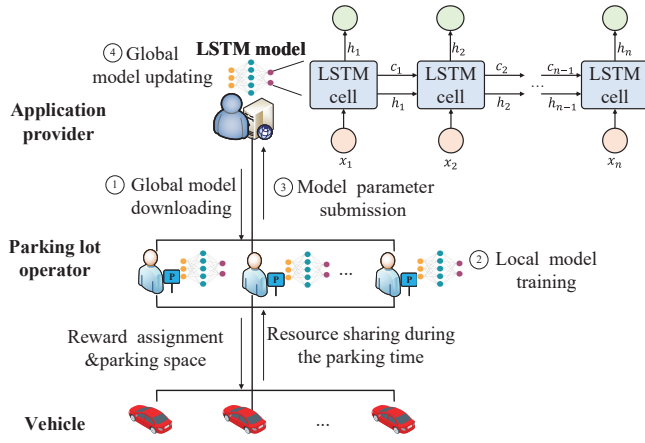 ④ Global
model updating
LSTM model
h₁
h₂
hₙ
LSTM
cell
c₁
h₁
LSTM
cell
c₂
h₂
...
cₙ₋₁
hₙ₋₁
LSTM
cell
x₁
x₂
xₙ
Application
provider
① Global model
downloading
③ Model parameter
submission
Parking lot
operator
P
P
...
P
② Local model
training
Reward assignment
&parking space
Resource sharing during
the parking time
Vehicle
...